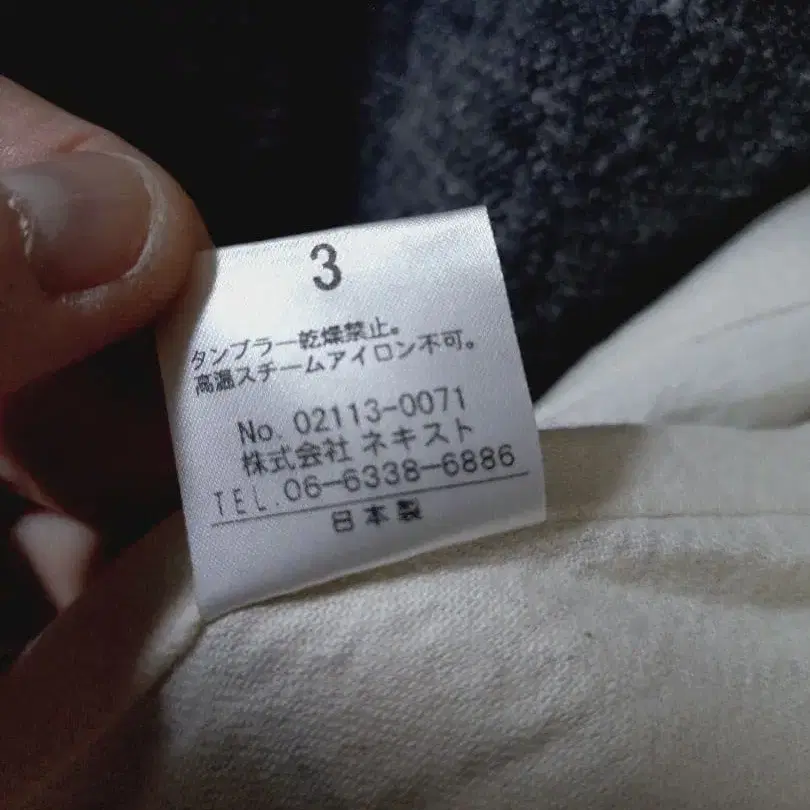 3
タンブラー乾燥禁止。
高温スチームアイロン不可。
No. 02113-0071
株式会社 ネキスト
TEL.06-6338-6886
日本製